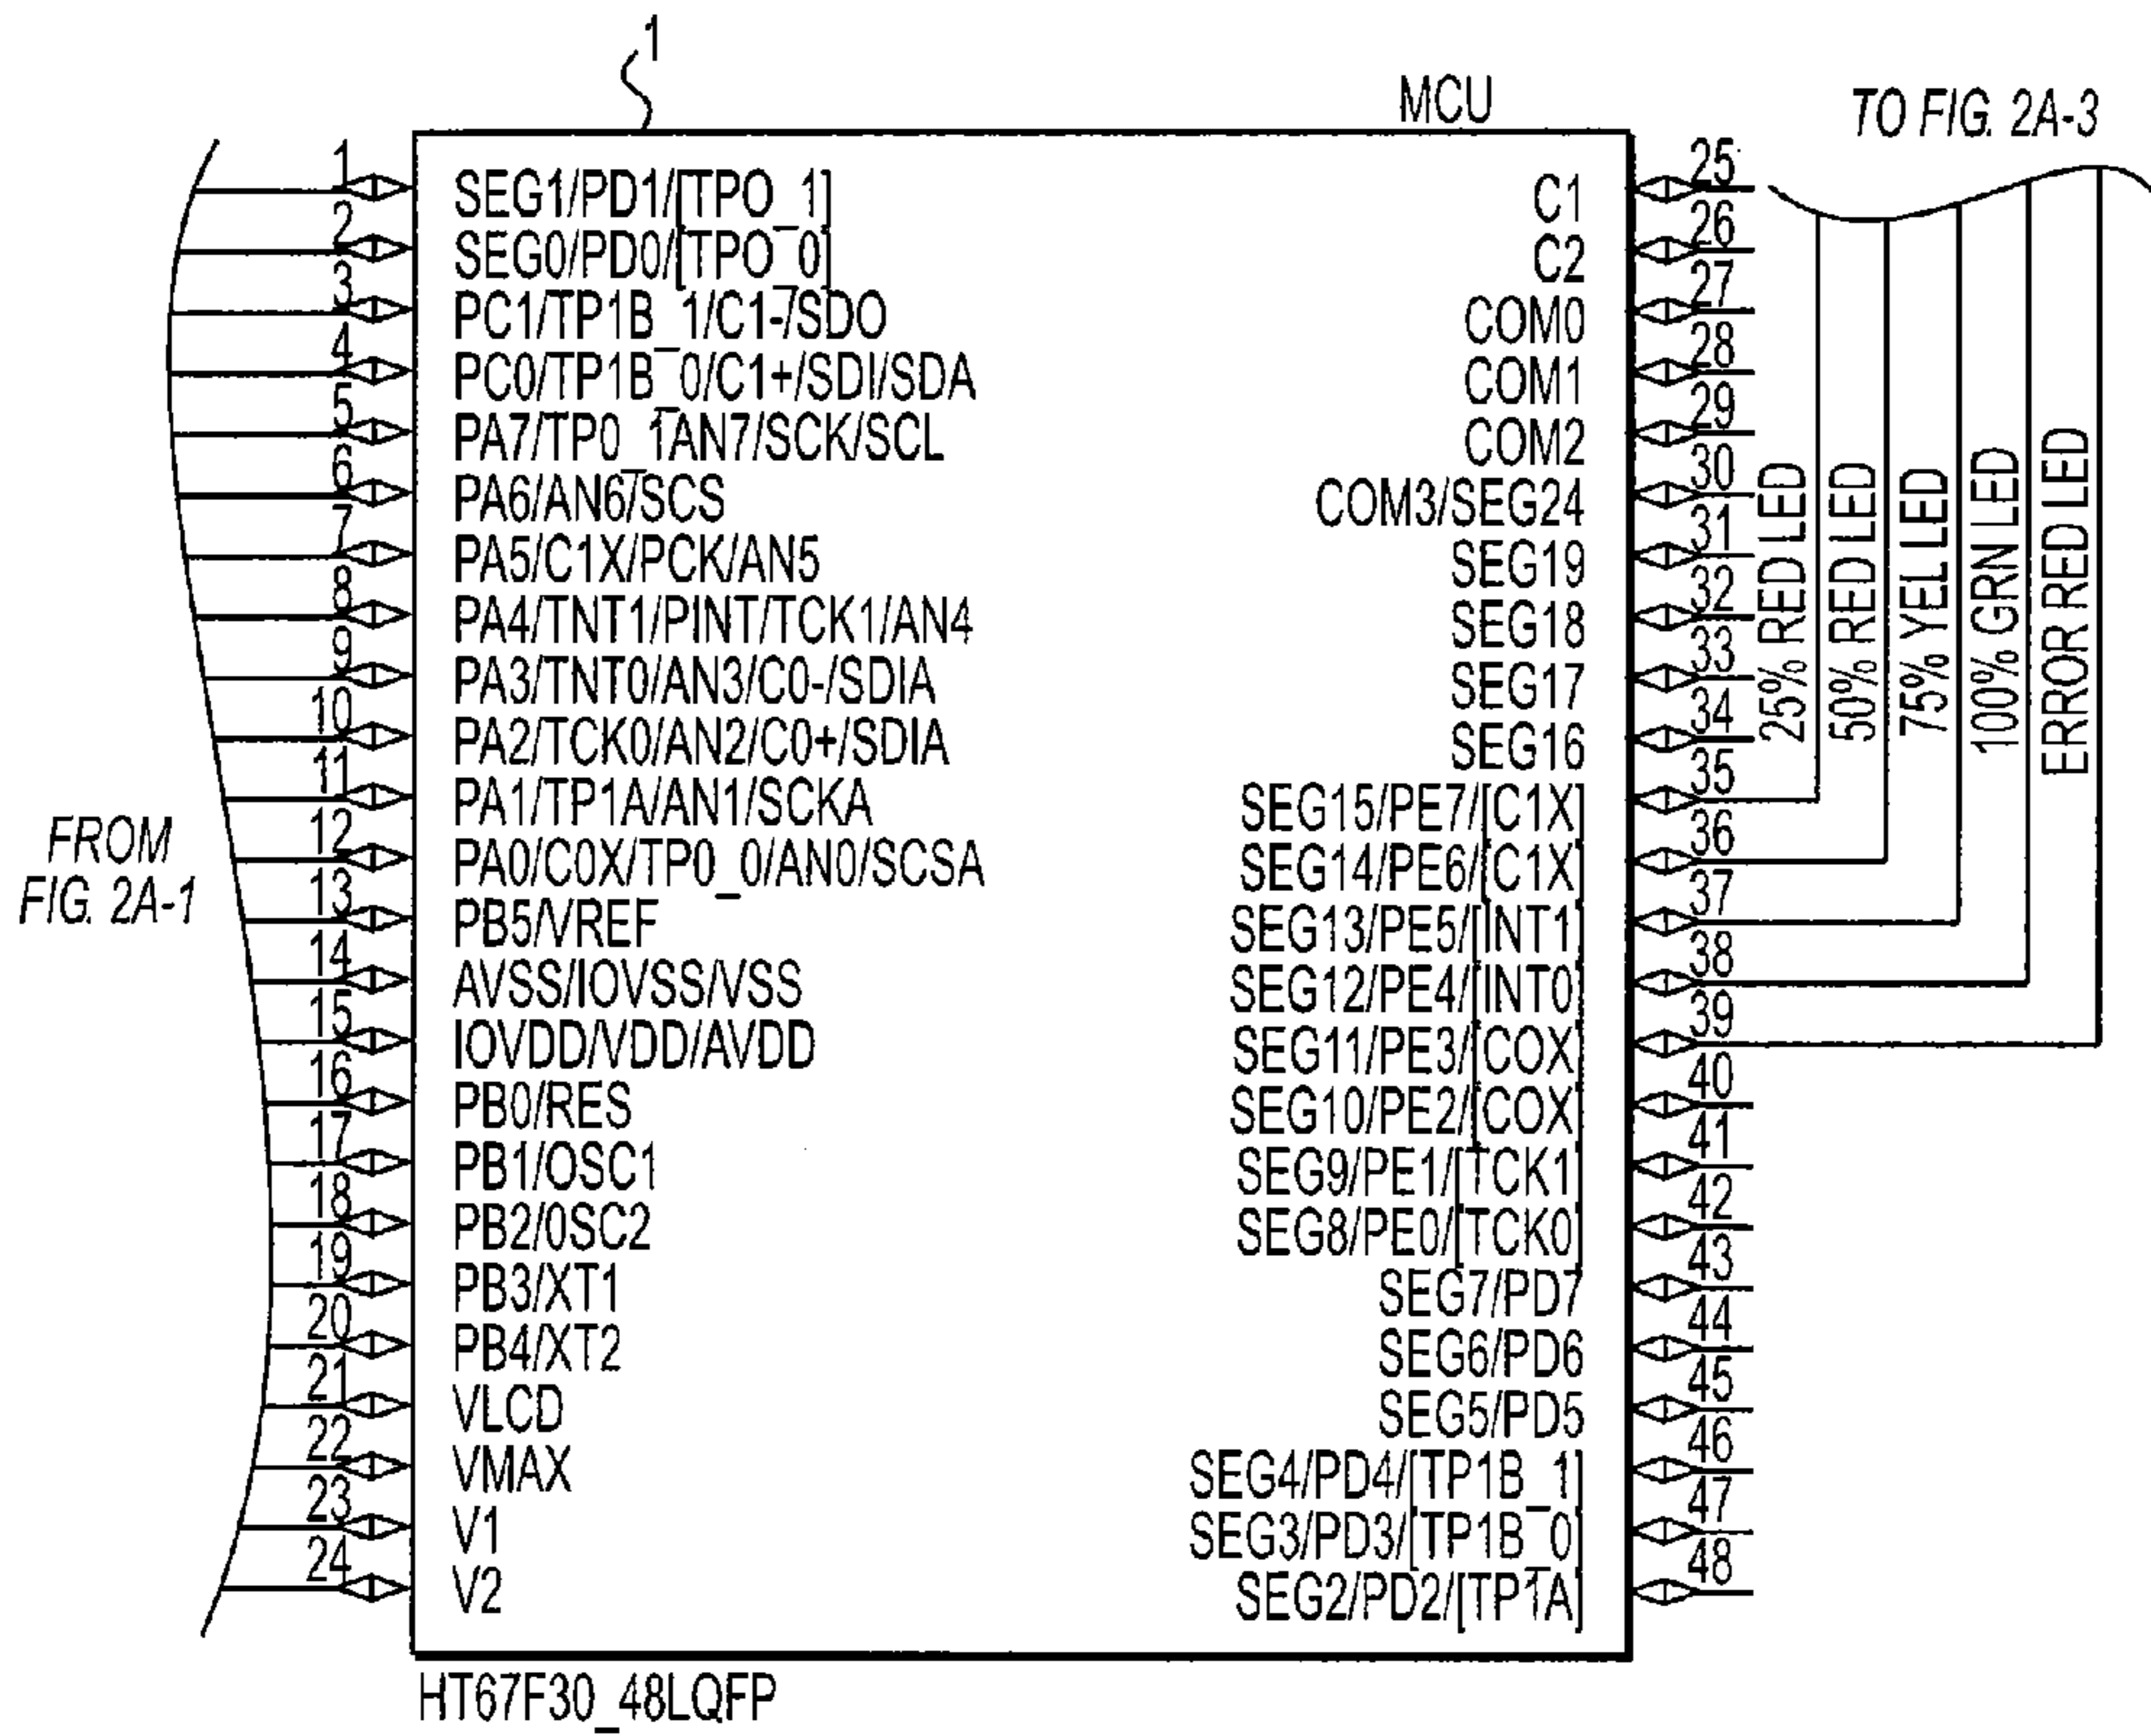 1
MCU
TO FIG. 2A-3
1 SEG1/PD1/[TPO_1]
2 SEG0/PD0/[TPO_0]
3 PC1/TP1B_1/C1-/SDO
4 PC0/TP1B_0/C1+/SDI/SDA
5 PA7/TP0_1AN7/SCK/SCL
6 PA6/AN6/SCS
7 PA5/C1X/PCK/AN5
8 PA4/TNT1/PINT/TCK1/AN4
9 PA3/TNT0/AN3/C0-/SDIA
10 PA2/TCK0/AN2/C0+/SDIA
11 PA1/TP1A/AN1/SCKA
12 PA0/C0X/TP0_0/AN0/SCSA
13 PB5/VREF
14 AVSS/IOVSS/VSS
15 IOVDD/VDD/AVDD
16 PB0/RES
17 PB1/OSC1
18 PB2/0SC2
19 PB3/XT1
20 PB4/XT2
21 VLCD
22 VMAX
23 V1
24 V2
FROM
FIG. 2A-1
C1 25
C2 26
COM0 27
COM1 28
COM2 29
COM3/SEG24 30
SEG19 31
SEG18 32
SEG17 33
SEG16 34
SEG15/PE7/[C1X] 35
SEG14/PE6/[C1X] 36
SEG13/PE5/[INT1] 37
SEG12/PE4/[INT0] 38
SEG11/PE3/[COX] 39
SEG10/PE2/[COX] 40
SEG9/PE1/[TCK1] 41
SEG8/PE0/[TCK0] 42
SEG7/PD7 43
SEG6/PD6 44
SEG5/PD5 45
SEG4/PD4/[TP1B_1] 46
SEG3/PD3/[TP1B_0] 47
SEG2/PD2/[TP1A] 48
25% RED LED
50% RED LED
75% YEL LED
100% GRN LED
ERROR RED LED
HT67F30_48LQFP